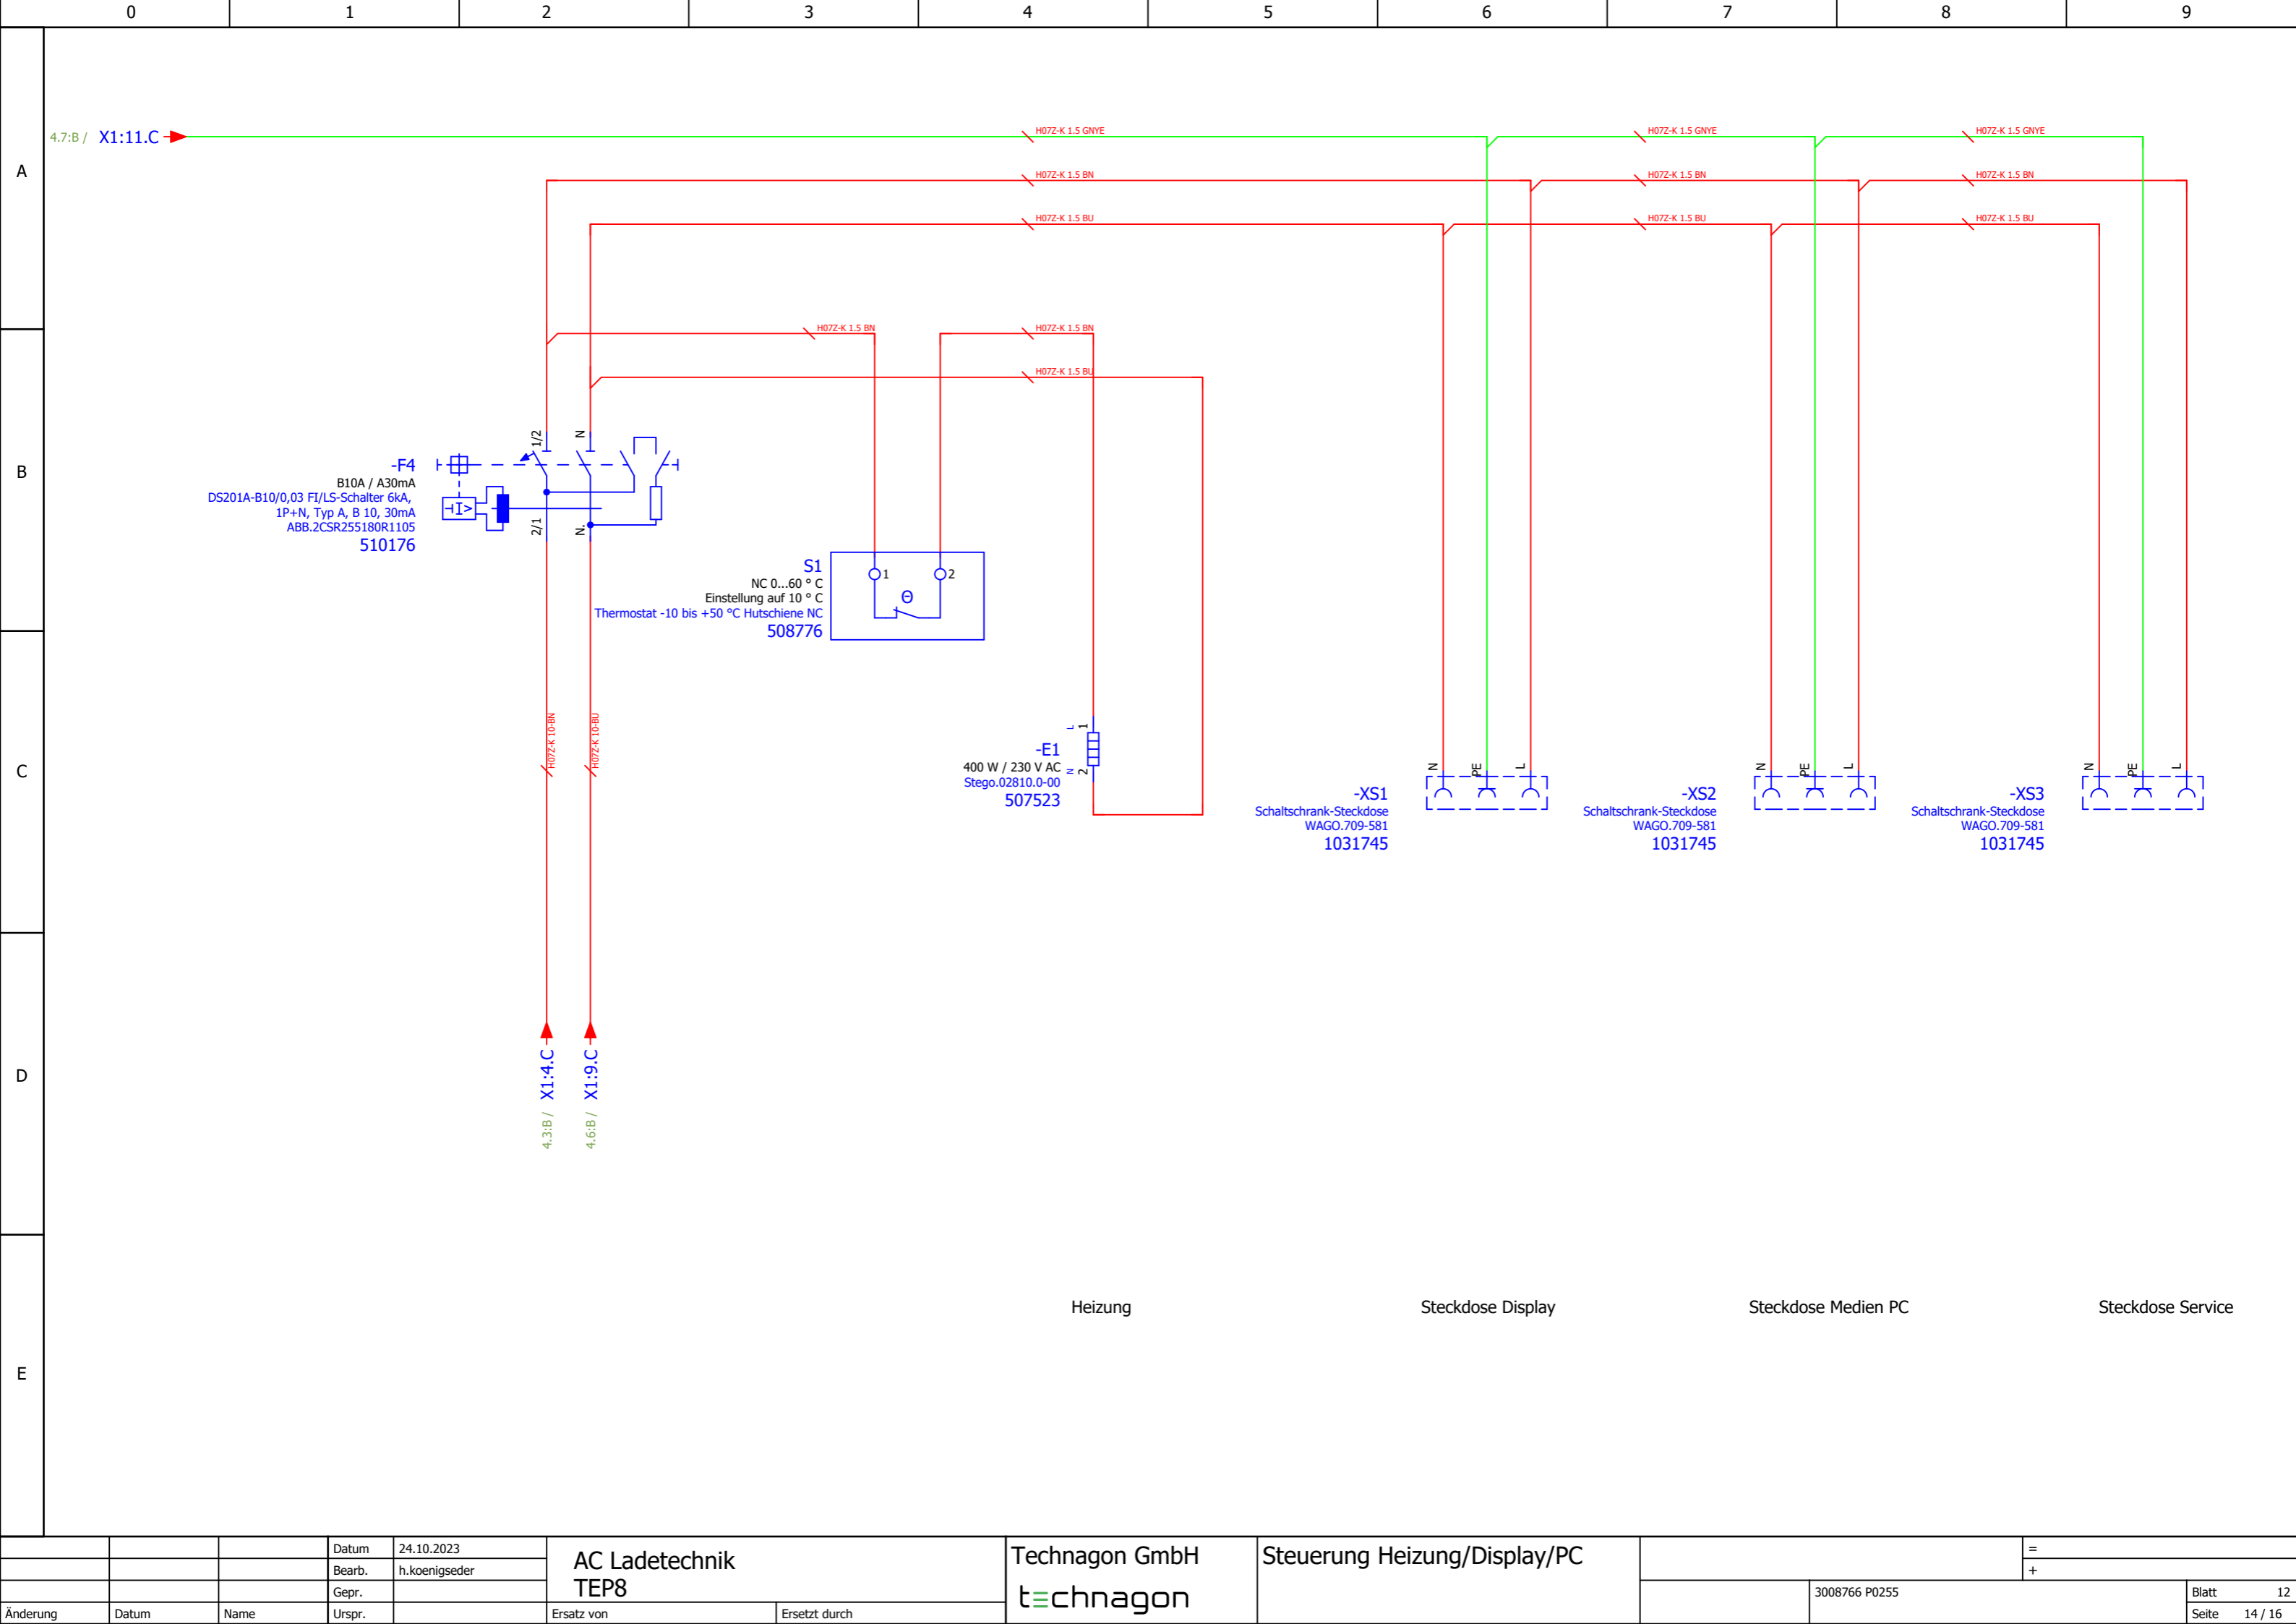 0 1 2 3 4 5 6 7 8 9
A
B
C
D
E
4.7:B / X1:11.C
H07Z-K 1.5 GNYE
H07Z-K 1.5 GNYE
H07Z-K 1.5 GNYE
H07Z-K 1.5 BN
H07Z-K 1.5 BN
H07Z-K 1.5 BN
H07Z-K 1.5 BU
H07Z-K 1.5 BU
H07Z-K 1.5 BU
H07Z-K 1.5 BN
H07Z-K 1.5 BN
H07Z-K 1.5 BU
1/2
N
-F4
B10A / A30mA
DS201A-B10/0,03 FI/LS-Schalter 6kA,
1P+N, Typ A, B 10, 30mA
ABB.2CSR255180R1105
510176
I>
2/1
N.
S1
NC 0...60 ° C
Einstellung auf 10 ° C
Thermostat -10 bis +50 °C Hutschiene NC
508776
1
2
Θ
H07Z-K 10-BN
H07Z-K 10-BU
-E1
400 W / 230 V AC
Stego.02810.0-00
507523
L 1
N 2
-XS1
Schaltschrank-Steckdose
WAGO.709-581
1031745
N PE L
-XS2
Schaltschrank-Steckdose
WAGO.709-581
1031745
N PE L
-XS3
Schaltschrank-Steckdose
WAGO.709-581
1031745
N PE L
4.3:B / X1:4.C
4.6:B / X1:9.C
Heizung
Steckdose Display
Steckdose Medien PC
Steckdose Service
Datum 24.10.2023
Bearb. h.koenigseder
Gepr.
Änderung Datum Name Urspr.
AC Ladetechnik
TEP8
Ersatz von Ersetzt durch
Technagon GmbH
technagon
Steuerung Heizung/Display/PC
=
+
3008766 P0255
Blatt 12
Seite 14 / 16